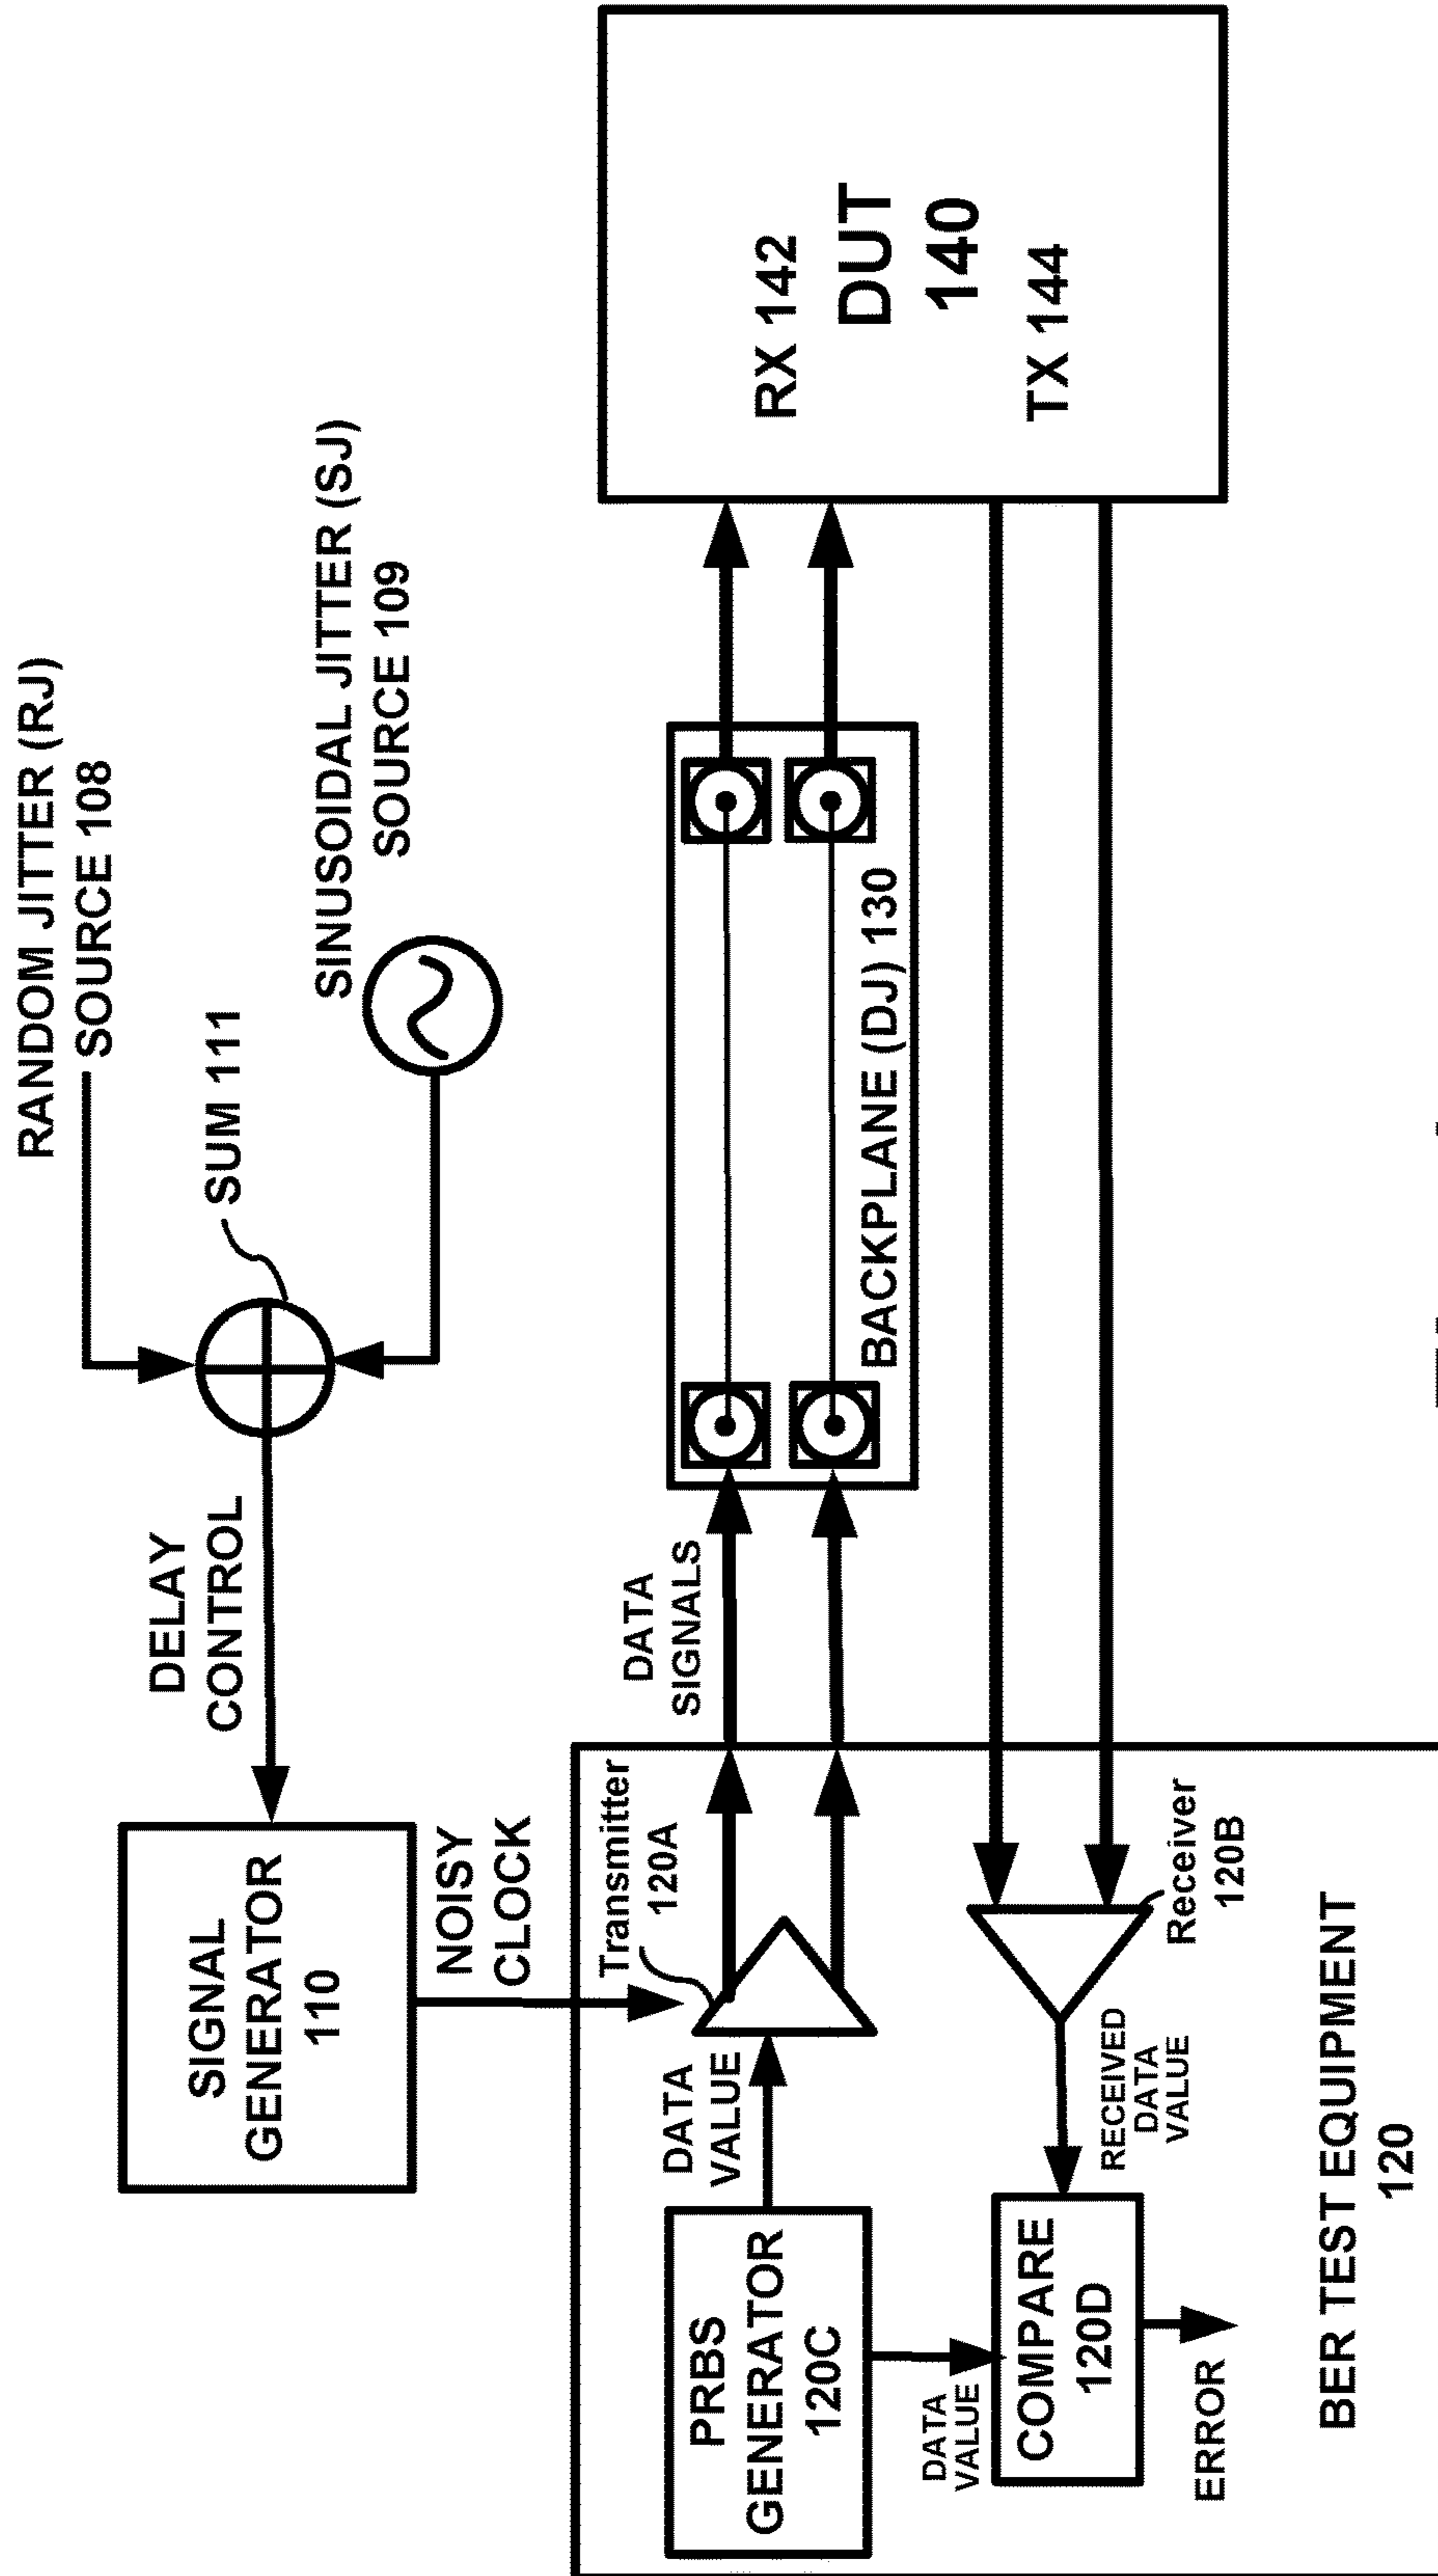 RANDOM JITTER (RJ)
SOURCE 108
SUM 111
SINUSOIDAL JITTER (SJ)
SOURCE 109
DELAY
CONTROL
SIGNAL
GENERATOR
110
NOISY
CLOCK
Transmitter
120A
DATA
SIGNALS
BACKPLANE (DJ) 130
RX 142
DUT
140
TX 144
PRBS
GENERATOR
120C
DATA
VALUE
DATA
VALUE
COMPARE
120D
RECEIVED
DATA
VALUE
Receiver
120B
ERROR
BER TEST EQUIPMENT
120